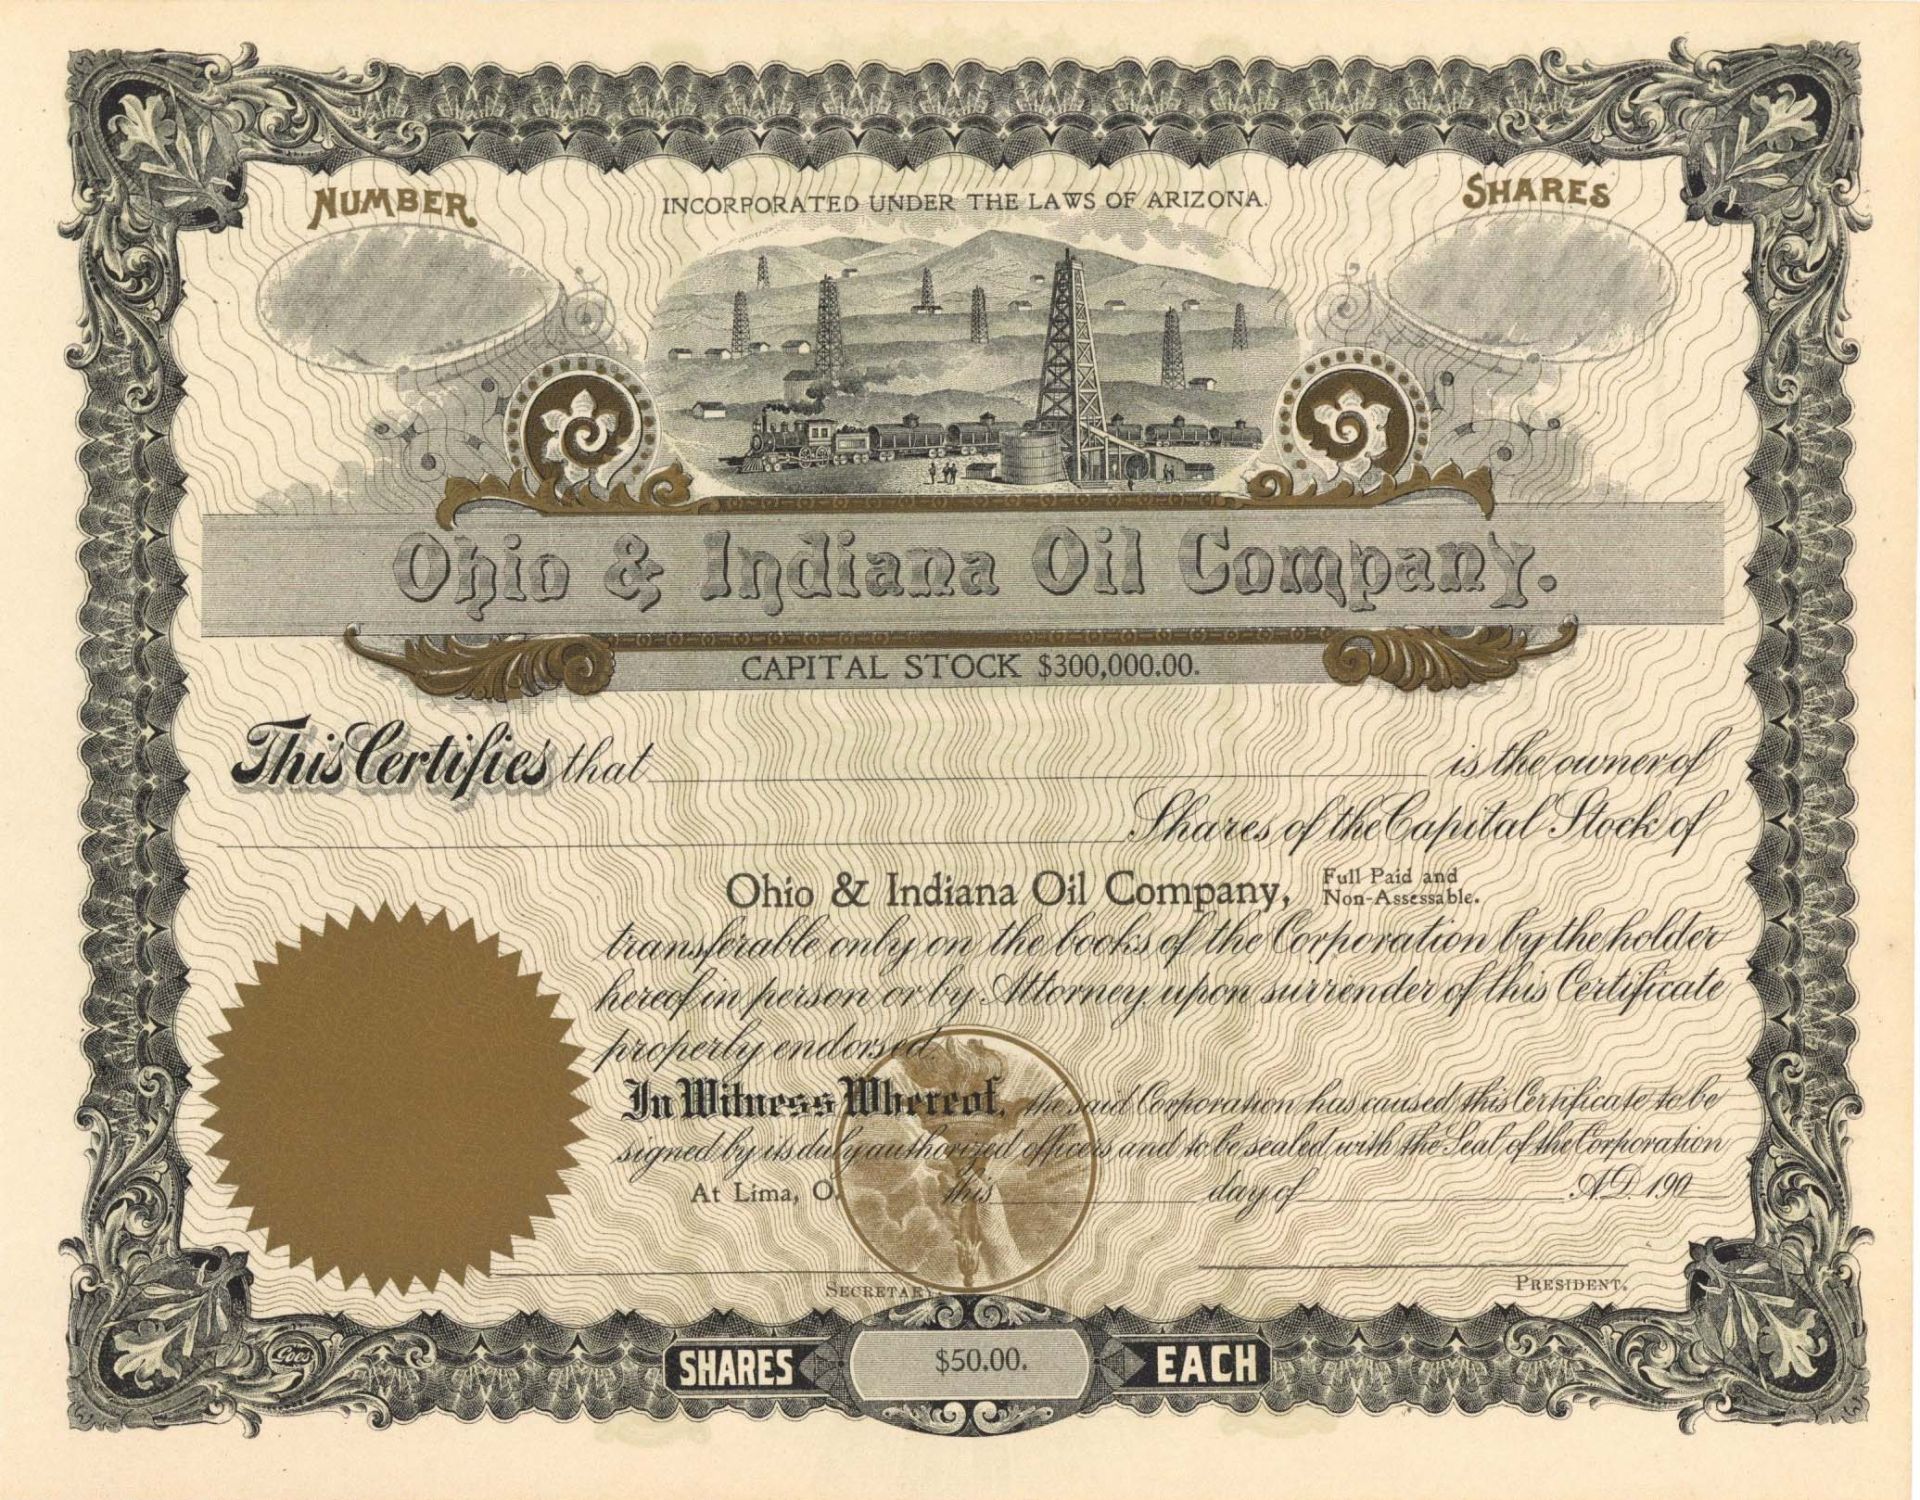 NUMBER
INCORPORATED UNDER THE LAWS OF ARIZONA.
SHARES
Ohio & Indiana Oil Company.
CAPITAL STOCK $300,000.00.
This Certifies that is the owner of
Shares of the Capital Stock of
Ohio & Indiana Oil Company, Full Paid and
Non-Assessable.
transferable only on the books of the Corporation by the holder
hereof in person or by Attorney upon surrender of this Certificate
properly endorsed.
In Witness Whereof, the said Corporation has caused this Certificate to be
signed by its duly authorized officers and to be sealed with the Seal of the Corporation
At Lima, O. this day of A.D. 190
SECRETARY.
PRESIDENT.
Goes
SHARES $50.00. EACH